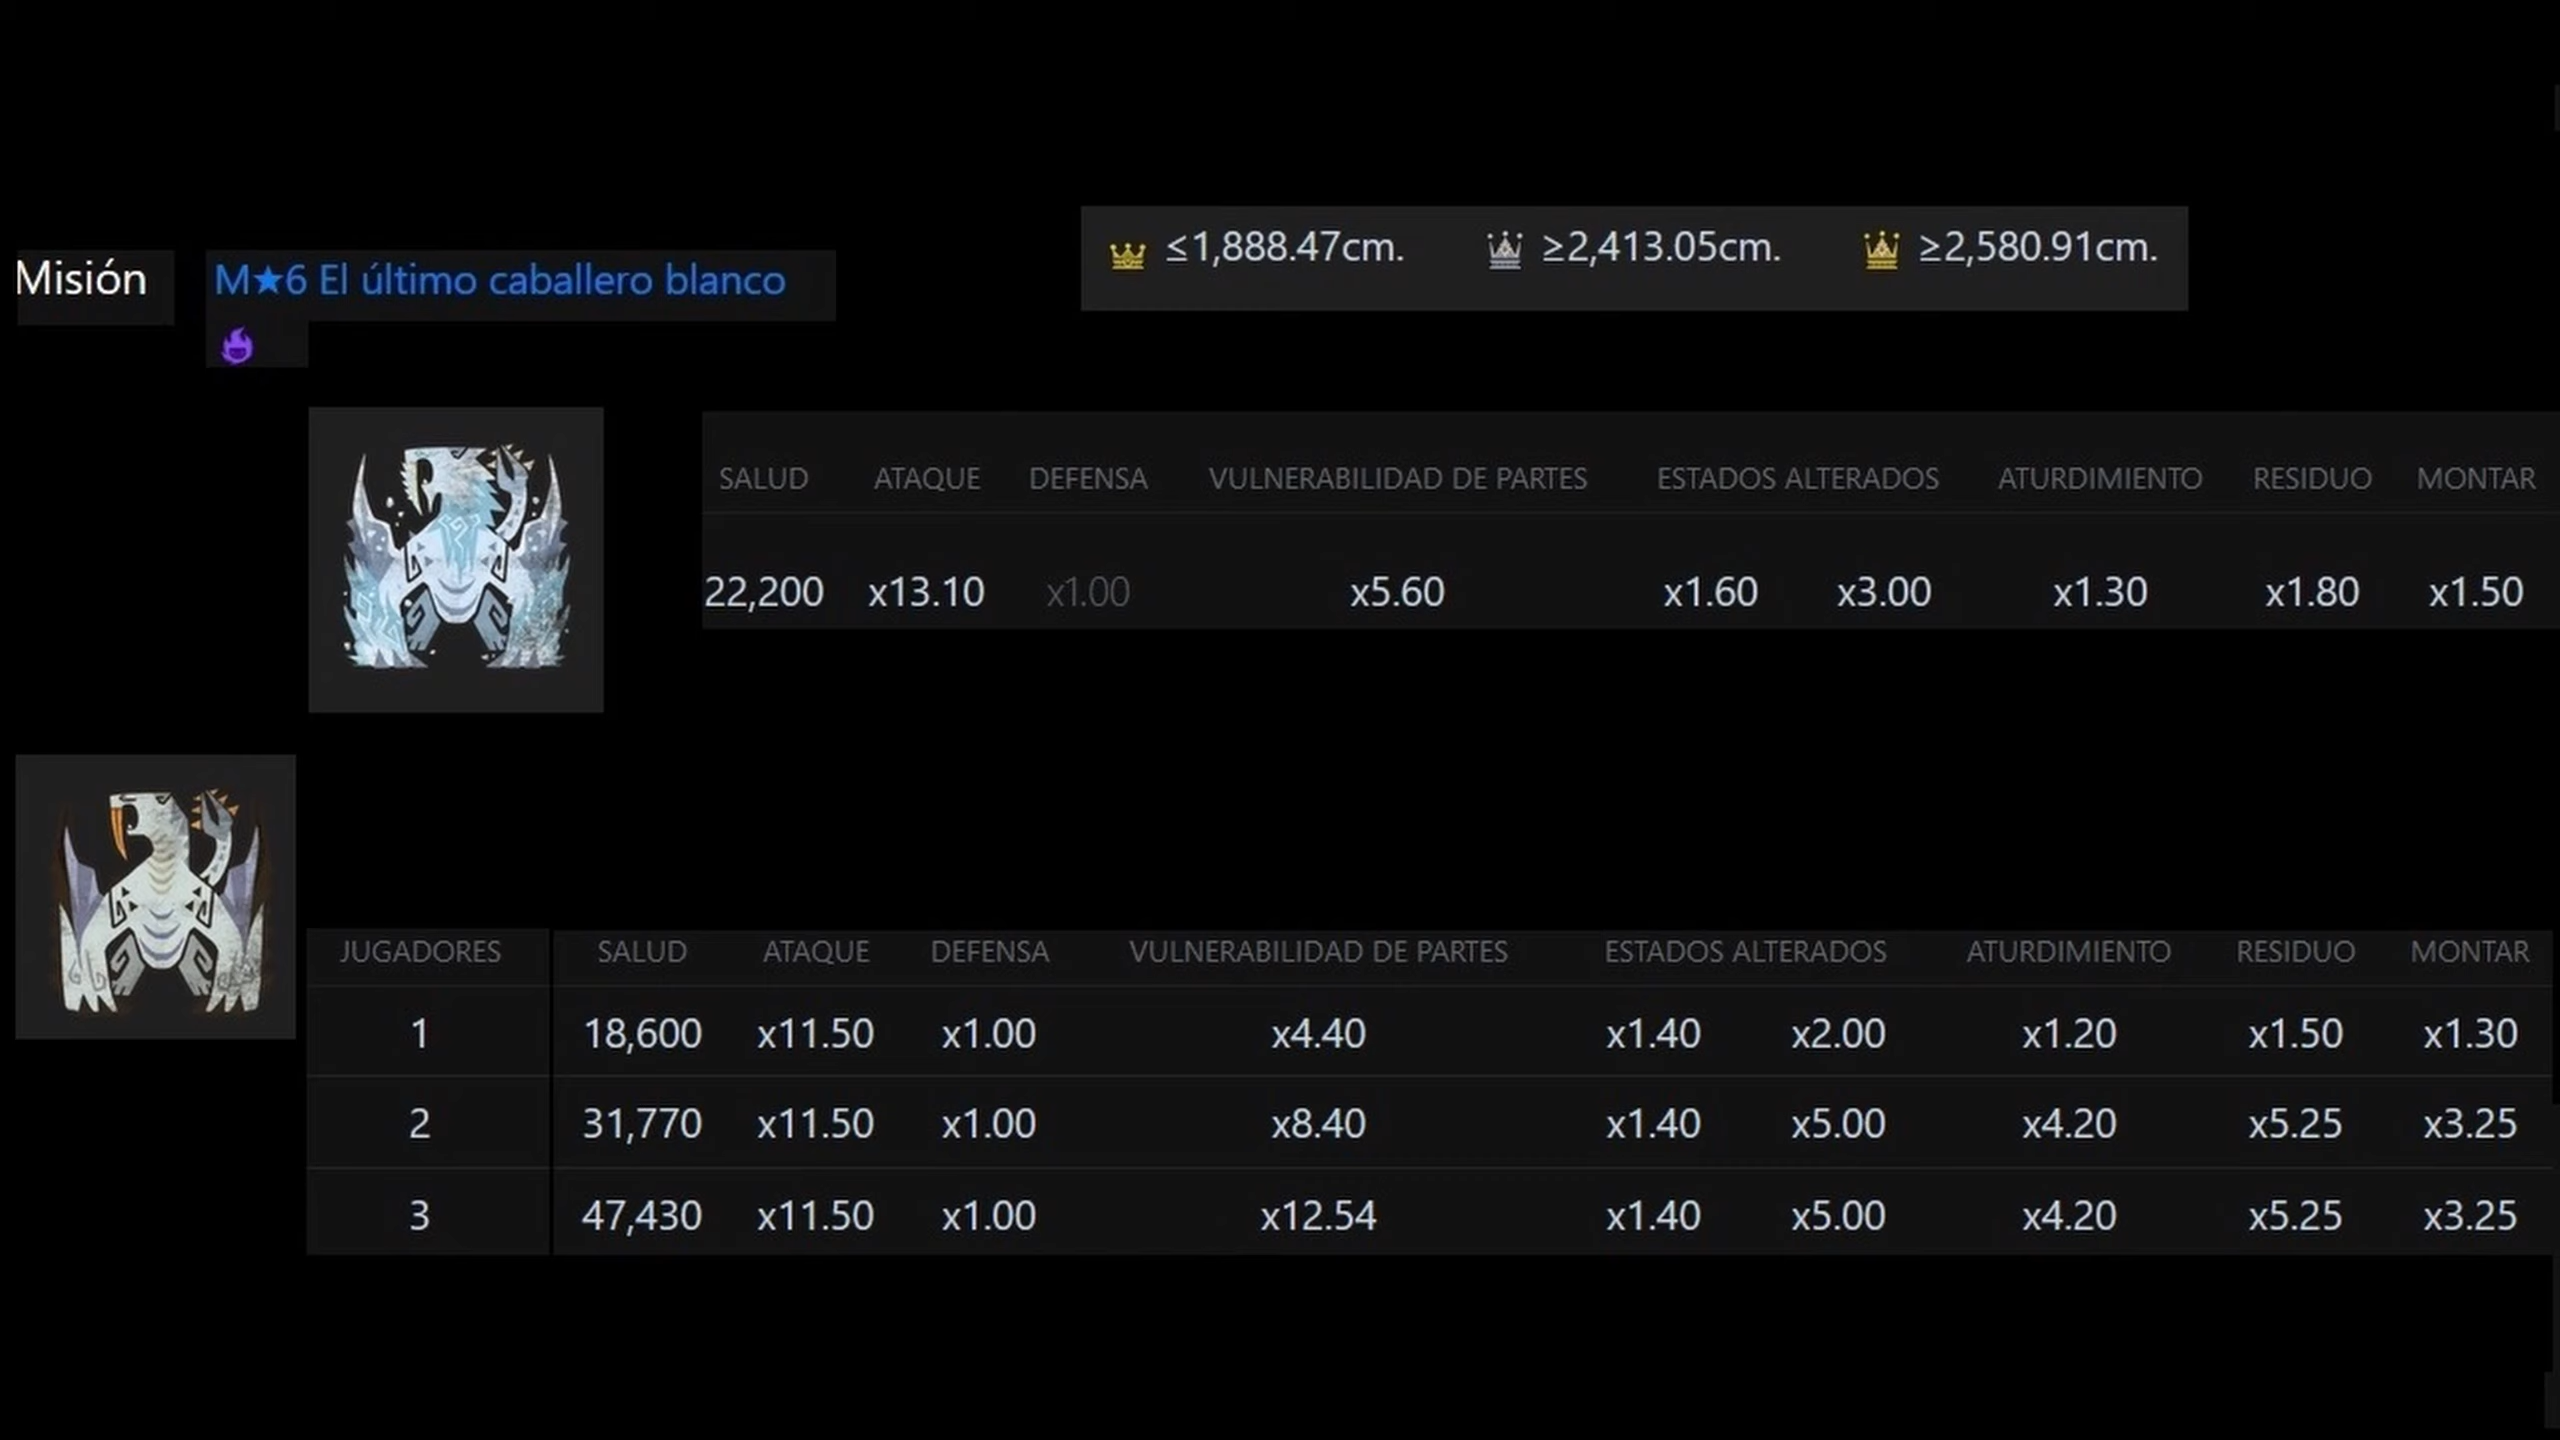 ≤1,888.47cm. ≥2,413.05cm. ≥2,580.91cm.
Misión M★6 El último caballero blanco
SALUD ATAQUE DEFENSA VULNERABILIDAD DE PARTES ESTADOS ALTERADOS ATURDIMIENTO RESIDUO MONTAR
22,200 x13.10 x1.00 x5.60 x1.60 x3.00 x1.30 x1.80 x1.50
JUGADORES SALUD ATAQUE DEFENSA VULNERABILIDAD DE PARTES ESTADOS ALTERADOS ATURDIMIENTO RESIDUO MONTAR
1 18,600 x11.50 x1.00 x4.40 x1.40 x2.00 x1.20 x1.50 x1.30
2 31,770 x11.50 x1.00 x8.40 x1.40 x5.00 x4.20 x5.25 x3.25
3 47,430 x11.50 x1.00 x12.54 x1.40 x5.00 x4.20 x5.25 x3.25